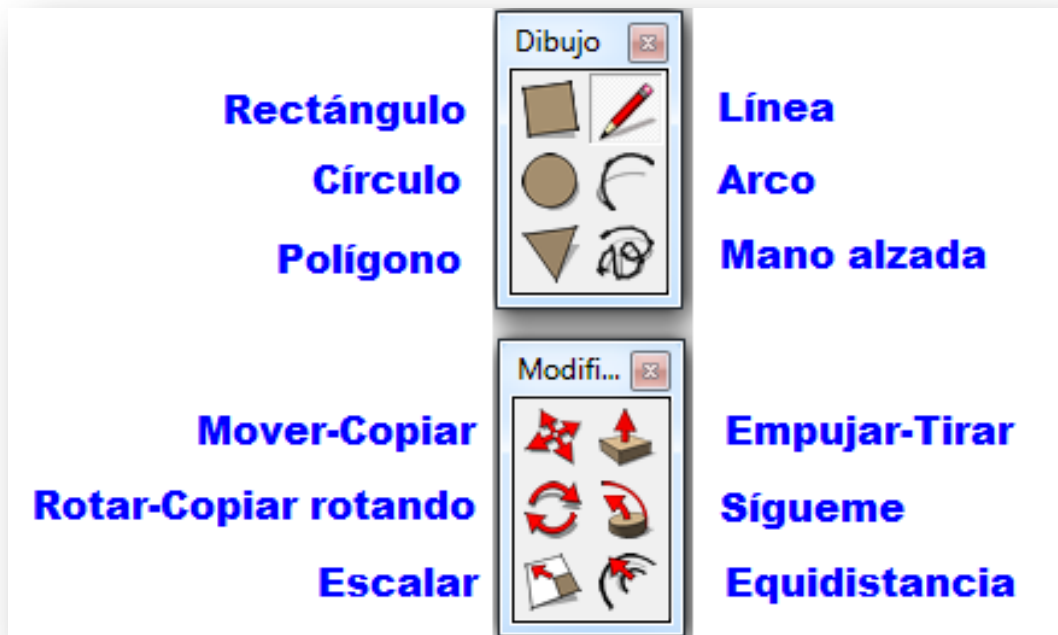 Dibujo
Rectángulo Línea
Círculo Arco
Polígono Mano alzada
Modifi...
Mover-Copiar Empujar-Tirar
Rotar-Copiar rotando Sígueme
Escalar Equidistancia